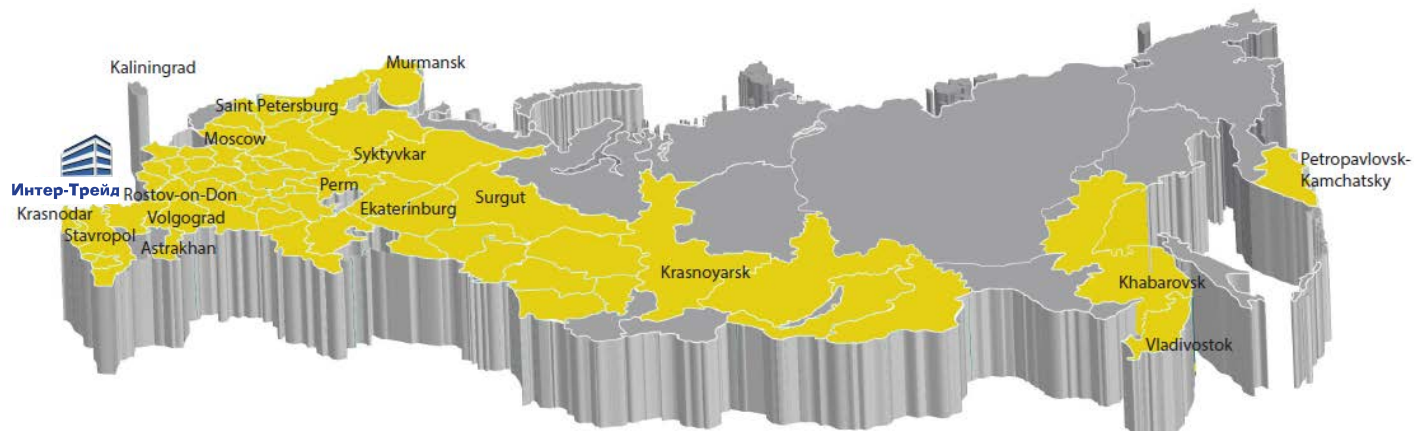 Murmansk
Kaliningrad
Saint Petersburg
Moscow
Syktyvkar
Petropavlovsk-
Kamchatsky
Интер-Трейд
Rostov-on-Don
Perm
Surgut
Krasnodar
Volgograd
Ekaterinburg
Stavropol
Astrakhan
Krasnoyarsk
Khabarovsk
Vladivostok